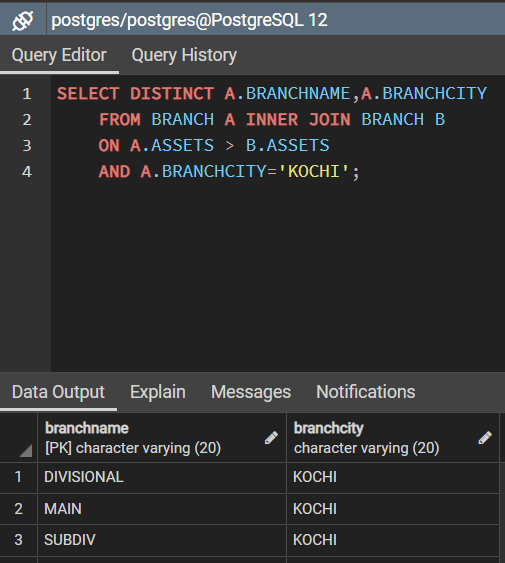 postgres/postgres@PostgreSQL 12
Query Editor Query History
1 SELECT DISTINCT A.BRANCHNAME,A.BRANCHCITY
2 FROM BRANCH A INNER JOIN BRANCH B
3 ON A.ASSETS > B.ASSETS
4 AND A.BRANCHCITY='KOCHI';
Data Output Explain Messages Notifications
branchname branchcity
[PK] character varying (20) character varying (20)
1 DIVISIONAL KOCHI
2 MAIN KOCHI
3 SUBDIV KOCHI